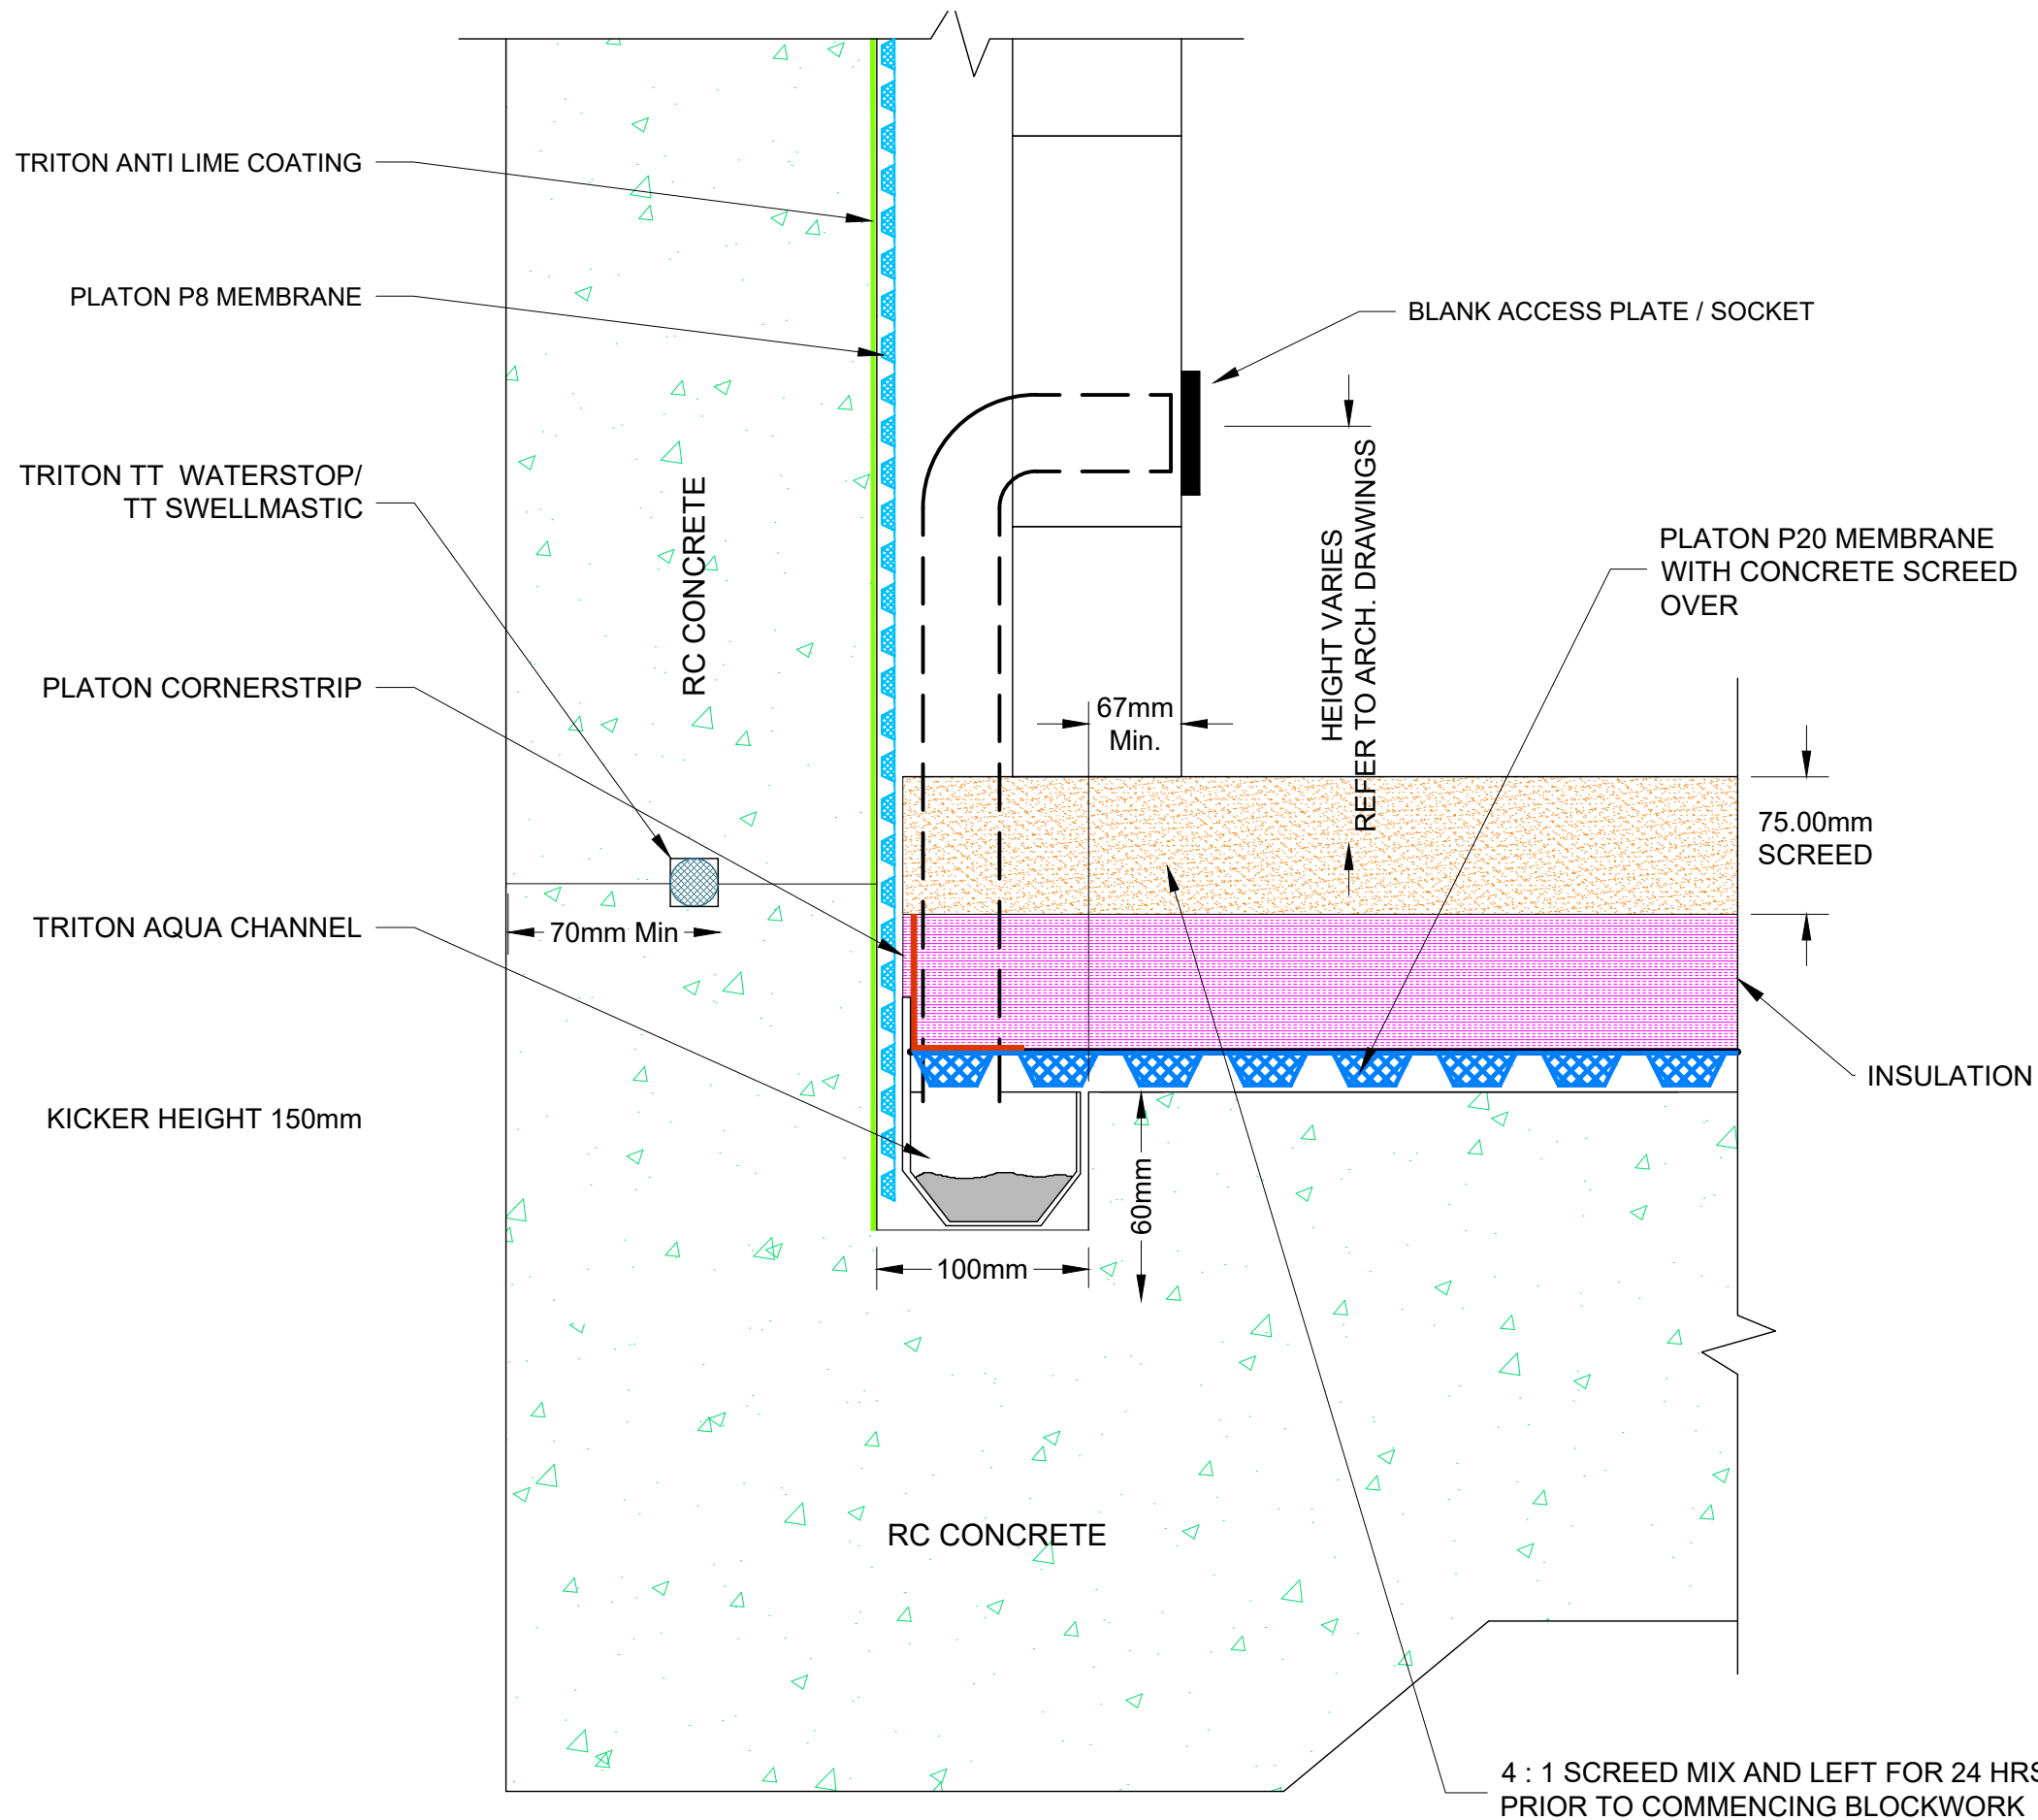 TRITON ANTI LIME COATING
PLATON P8 MEMBRANE
BLANK ACCESS PLATE / SOCKET
TRITON TT WATERSTOP/
TT SWELLMASTIC
RC CONCRETE
HEIGHT VARIES
REFER TO ARCH. DRAWINGS
PLATON P20 MEMBRANE
WITH CONCRETE SCREED
OVER
PLATON CORNERSTRIP
67mm
Min.
75.00mm
SCREED
TRITON AQUA CHANNEL
70mm Min
INSULATION
KICKER HEIGHT 150mm
60mm
100mm
RC CONCRETE
4 : 1 SCREED MIX AND LEFT FOR 24 HRS
PRIOR TO COMMENCING BLOCKWORK